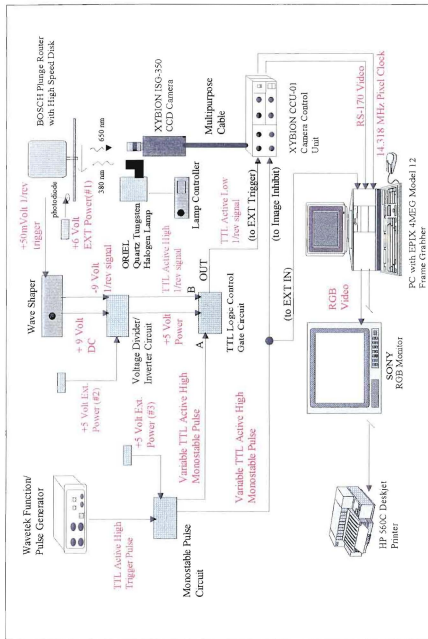 BOSCH Plunge Router
with High Speed Disk
+50mVolt 1/rev
trigger
photodiode
+6 Volt
EXT Power(#1)
380 nm
650 nm
ORIEL
Quartz Tungsten
Halogen Lamp
XYBION ISG-350
CCD Camera
Lamp Controller
Multipurpose
Cable
XYBION CCU-01
Camera Control
Unit
Wave Shaper
+9 Volt
DC
-9 Volt
1/rev signal
Voltage Divider/
Inverter Circuit
+5 Volt Ext.
Power (#2)
TTL Active High
1/rev signal
+5 Volt
Power
A
B
OUT
TTL Logic Control
Gate Circuit
TTL Active Low
1/rev signal
(to EXT Trigger)
(to Image Inhibit)
RS-170 Video
14.318 MHz Pixel Clock
Wavetek Function/
Pulse Generator
TTL Active High
Trigger Pulse
+5 Volt Ext.
Power (#3)
Monostable Pulse
Circuit
Variable TTL Active High
Monostable Pulse
Variable TTL Active High
Monostable Pulse
(to EXT IN)
PC with EPIX 4MEG Model 12
Frame Grabber
RGB
Video
SONY
RGB Monitor
HP 560C Deskjet
Printer